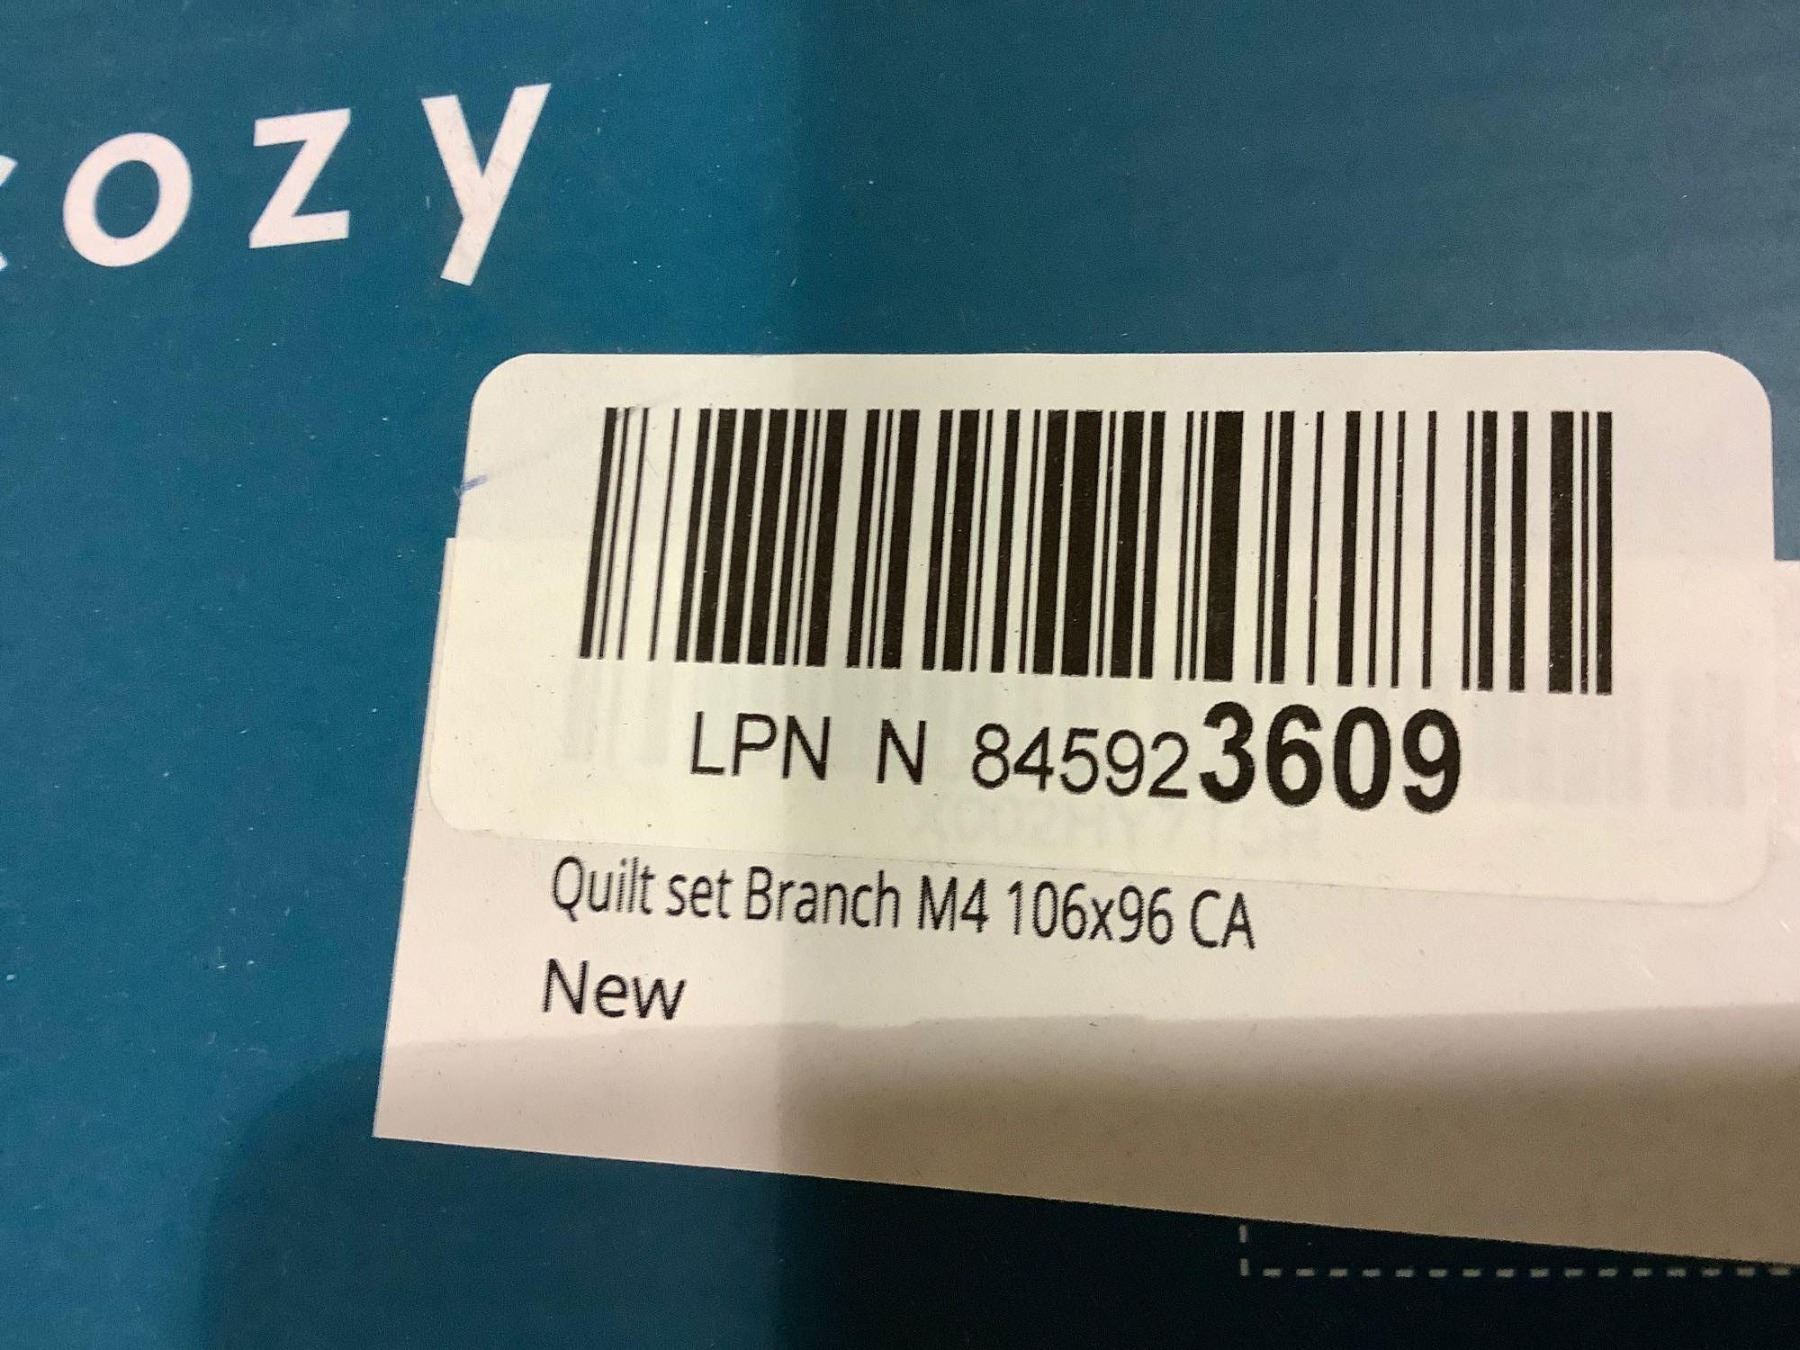 cozy
LPN N 845923609
Quilt set Branch M4 106x96 CA
New